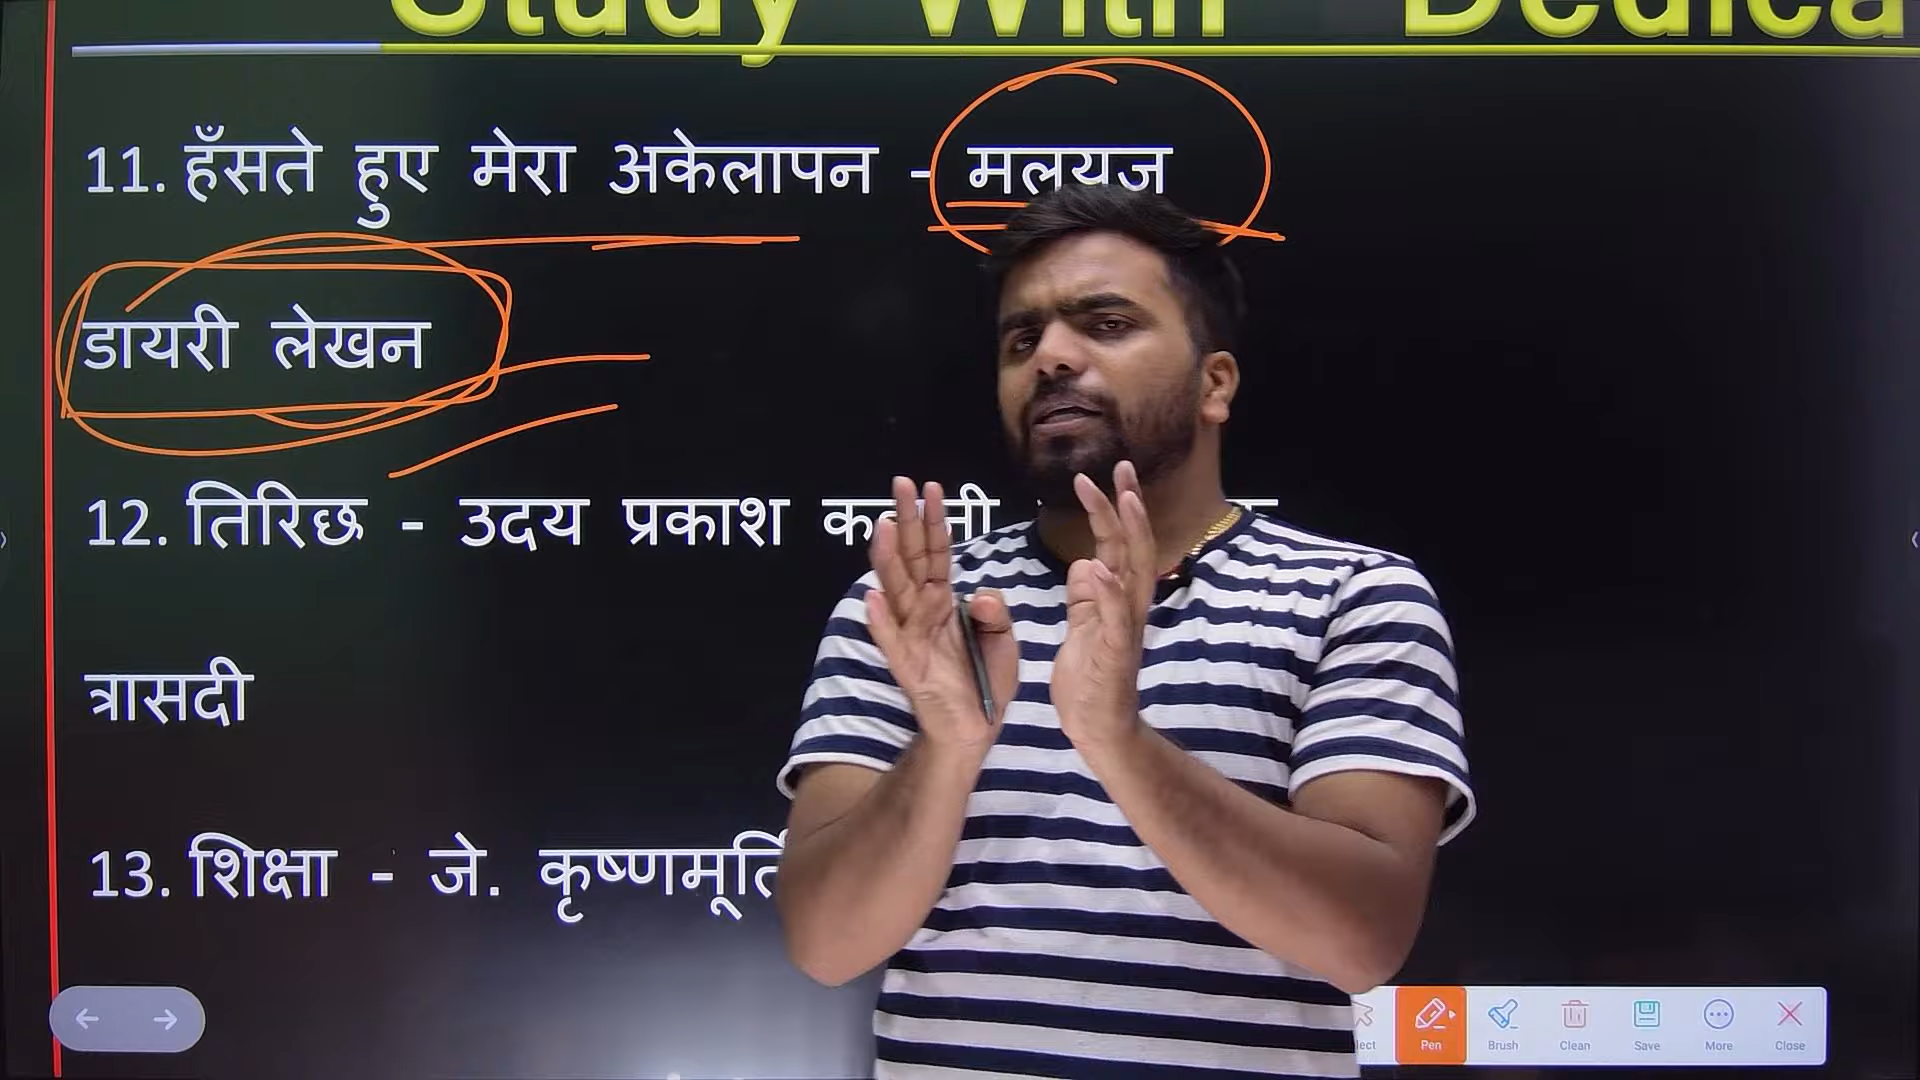 Study With Dedica
11. हँसते हुए मेरा अकेलापन - मलयज
डायरी लेखन
12. तिरिछ - उदय प्रकाश
त्रासदी
13. शिक्षा - जे. कृष्णमूर्ति
Pen Brush Clean Save More Close